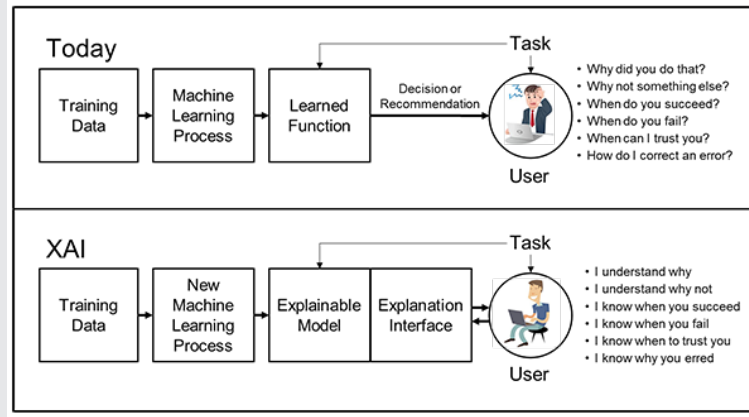 Today
Task
Training
Data
Machine
Learning
Process
Learned
Function
Decision or
Recommendation
User
• Why did you do that?
• Why not something else?
• When do you succeed?
• When do you fail?
• When can I trust you?
• How do I correct an error?
XAI
Task
Training
Data
New
Machine
Learning
Process
Explainable
Model
Explanation
Interface
User
• I understand why
• I understand why not
• I know when you succeed
• I know when you fail
• I know when to trust you
• I know why you erred